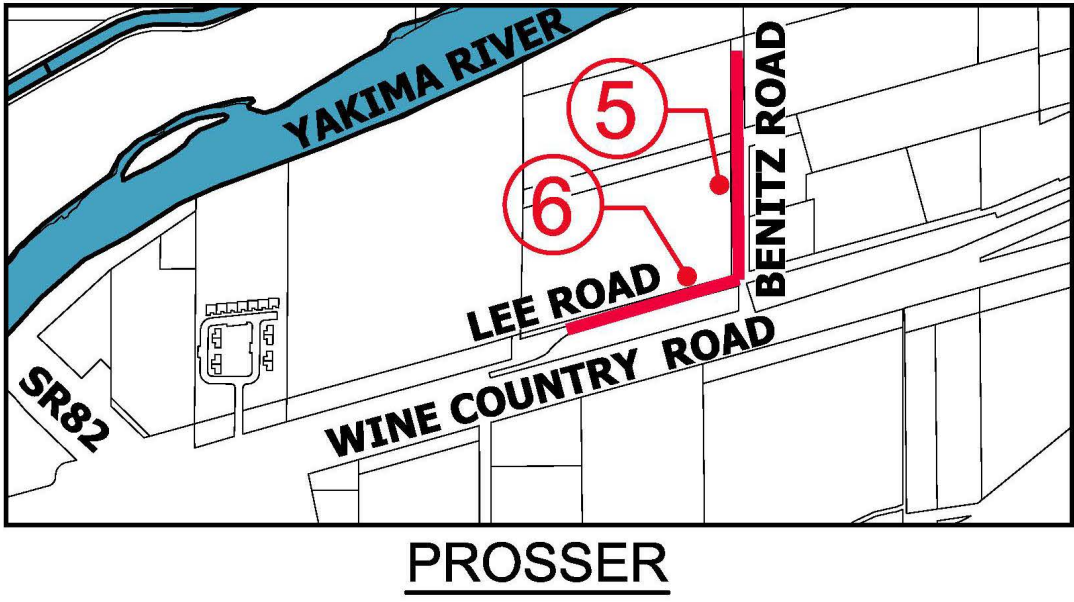 YAKIMA RIVER
5
BENITZ ROAD
6
LEE ROAD
WINE COUNTRY ROAD
SR82
PROSSER